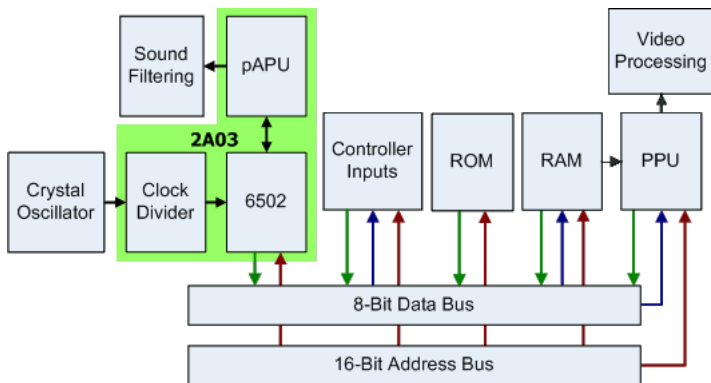 Sound
Filtering
pAPU
Video
Processing
2A03
Crystal
Oscillator
Clock
Divider
6502
Controller
Inputs
ROM
RAM
PPU
8-Bit Data Bus
16-Bit Address Bus